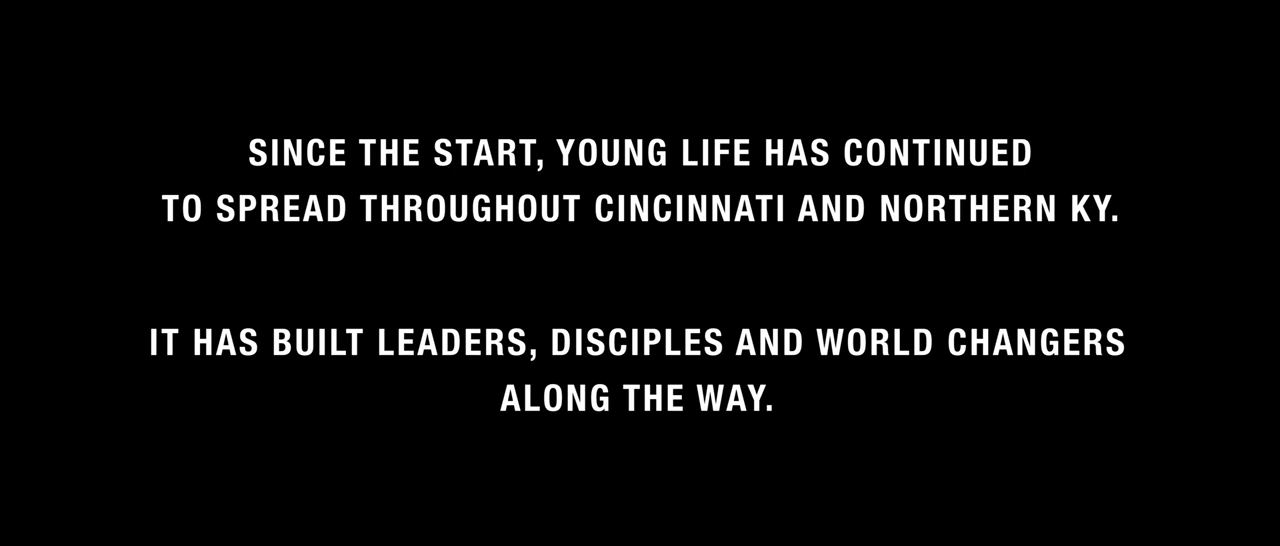 SINCE THE START, YOUNG LIFE HAS CONTINUED
TO SPREAD THROUGHOUT CINCINNATI AND NORTHERN KY.
IT HAS BUILT LEADERS, DISCIPLES AND WORLD CHANGERS
ALONG THE WAY.